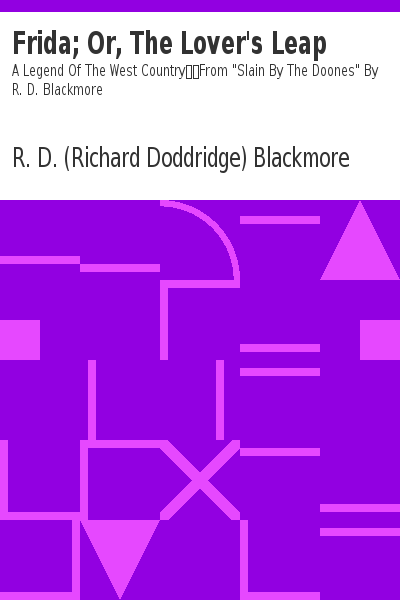 Frida; Or, The Lover's Leap
A Legend Of The West Country▯▯From "Slain By The Doones" By
R. D. Blackmore
R. D. (Richard Doddridge) Blackmore